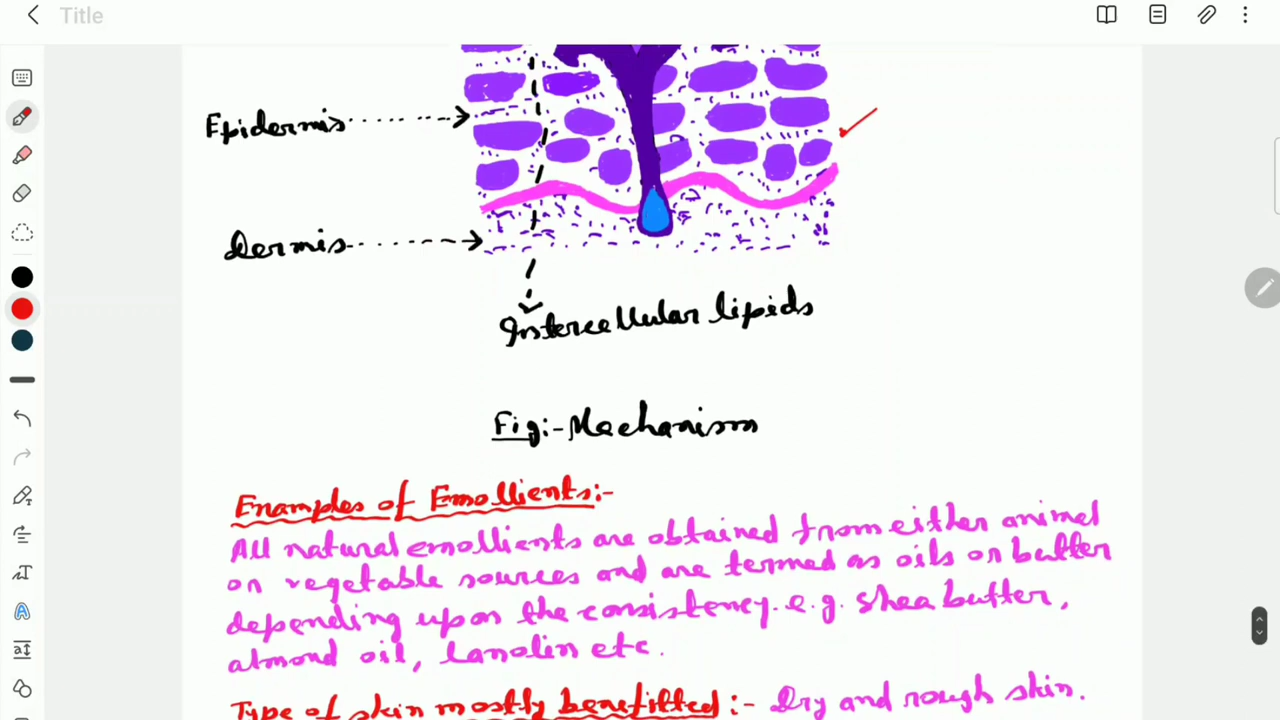 Title
Epidermis
Dermis
Intercellular lipids
Fig:- Mechanism
Examples of Emollients:-
All natural emollients are obtained from either animal
or vegetable sources and are termed as oils or butter
depending upon the consistency. e.g. shea butter,
almond oil, lanolin etc.
Type of skin mostly benefitted :- Dry and rough skin.